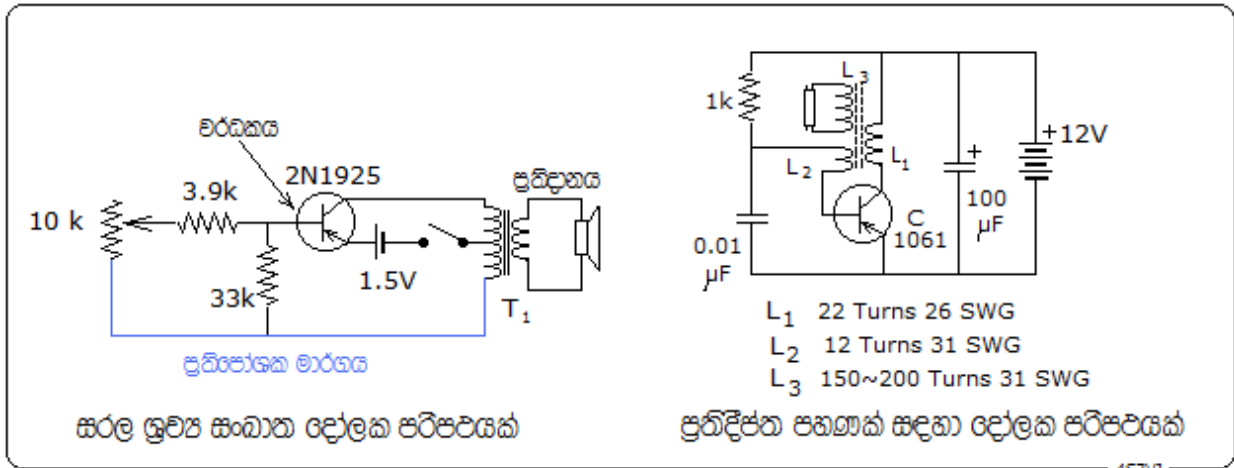 වර්ධකය
2N1925
3.9k
10 k
33k
1.5V
T1
ප්‍රතිදානය
ප්‍රතිපෝශක මාර්ගය
සරල ශ්‍රව්‍ය සංඛ්‍යාත දෝලක පරිපථයක්
1k
L3
L2
L1
C
1061
0.01
µF
100
µF
+12V
+
L1 22 Turns 26 SWG
L2 12 Turns 31 SWG
L3 150~200 Turns 31 SWG
ප්‍රතිදීප්ත පහණක් සඳහා දෝලක පරිපථයක්